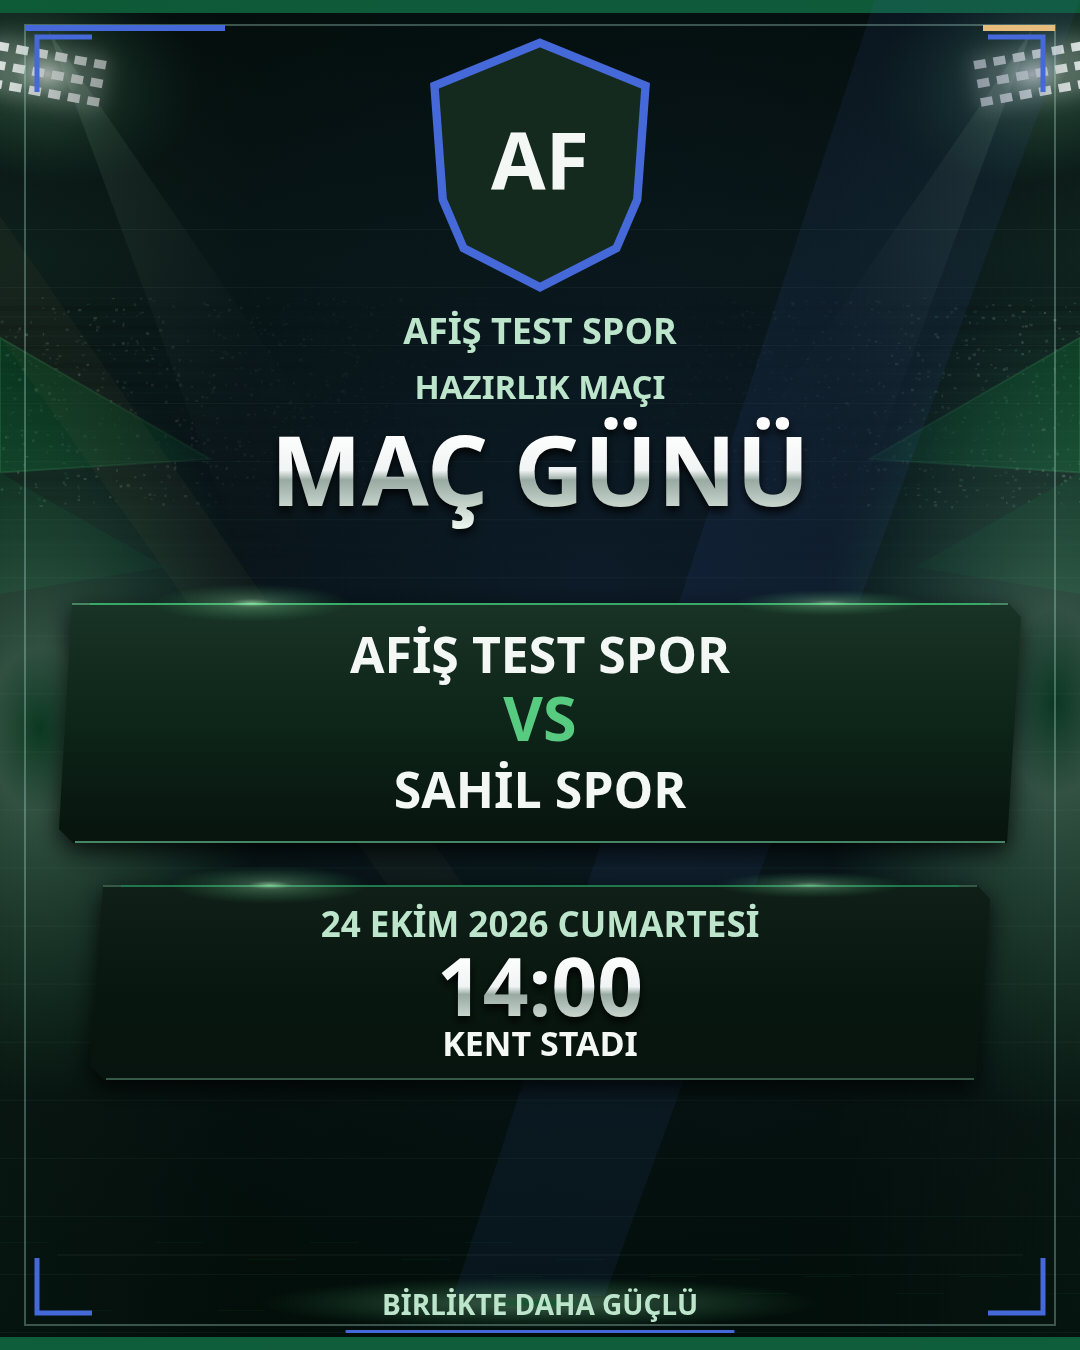 AF
AFİŞ TEST SPOR
HAZIRLIK MAÇI
MAÇ GÜNÜ
AFİŞ TEST SPOR
VS
SAHİL SPOR
24 EKİM 2026 CUMARTESİ
14:00
KENT STADI
BİRLİKTE DAHA GÜÇLÜ